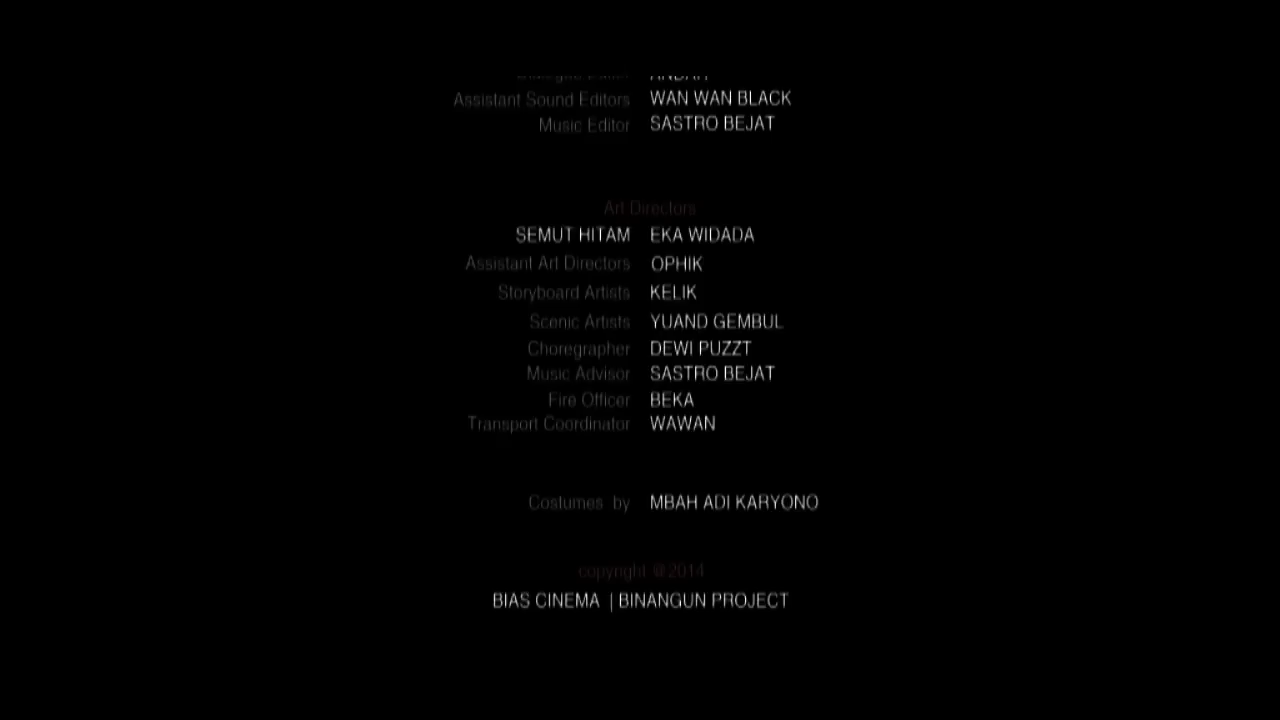 Assistant Sound Editors WAN WAN BLACK
Music Editor SASTRO BEJAT
Art Directors
SEMUT HITAM EKA WIDADA
Assistant Art Directors OPHIK
Storyboard Artists KELIK
Scenic Artists YUAND GEMBUL
Choregrapher DEWI PUZZT
Music Advisor SASTRO BEJAT
Fire Officer BEKA
Transport Coordinator WAWAN
Costumes by MBAH ADI KARYONO
copyright @2014
BIAS CINEMA | BINANGUN PROJECT